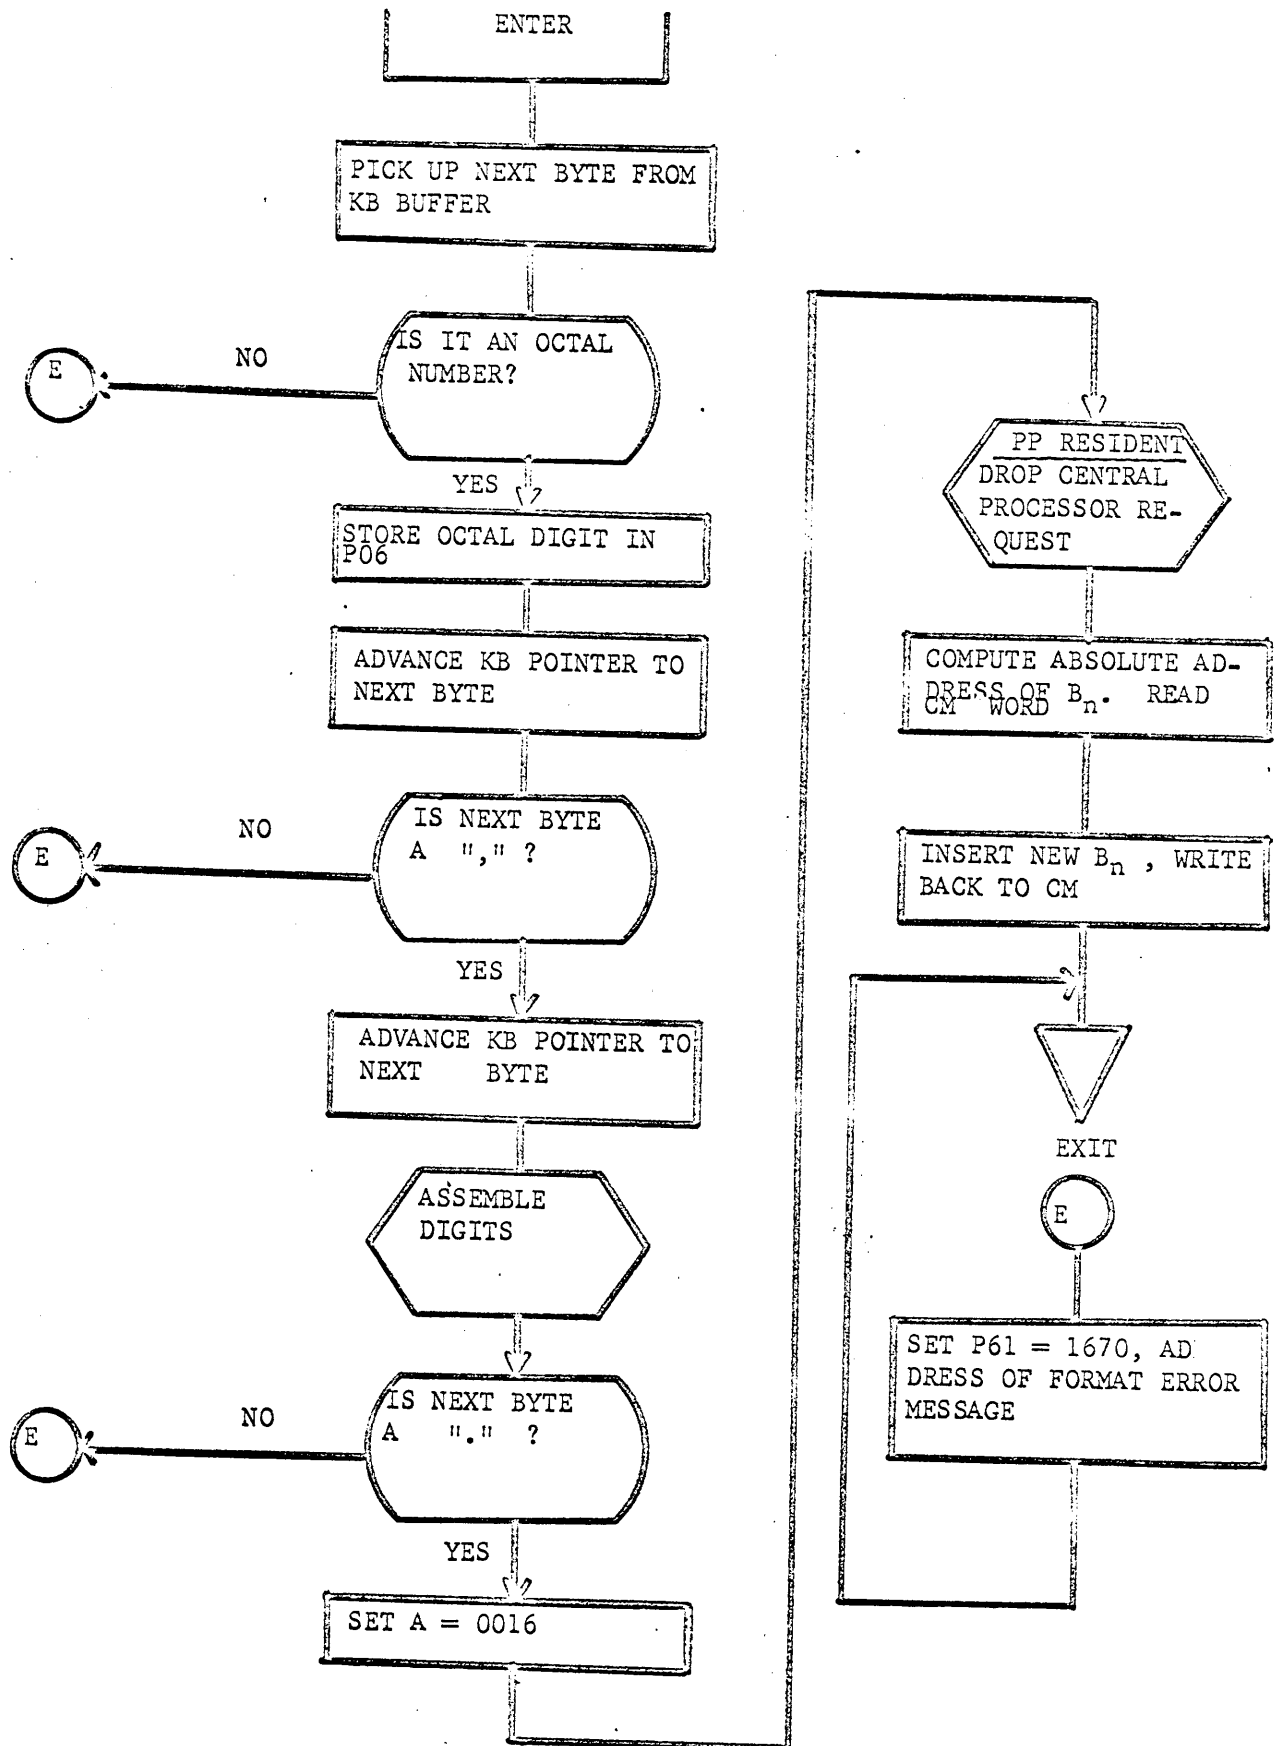 ENTER
PICK UP NEXT BYTE FROM
KB BUFFER
IS IT AN OCTAL
NUMBER?
NO
E
YES
STORE OCTAL DIGIT IN
P06
ADVANCE KB POINTER TO
NEXT BYTE
IS NEXT BYTE
A "," ?
NO
E
YES
ADVANCE KB POINTER TO
NEXT BYTE
ASSEMBLE
DIGITS
IS NEXT BYTE
A "." ?
NO
E
YES
SET A = 0016
PP RESIDENT
DROP CENTRAL
PROCESSOR RE-
QUEST
COMPUTE ABSOLUTE AD-
DRESS OF Bn. READ
CM WORD
INSERT NEW Bn , WRITE
BACK TO CM
EXIT
E
SET P61 = 1670, AD
DRESS OF FORMAT ERROR
MESSAGE